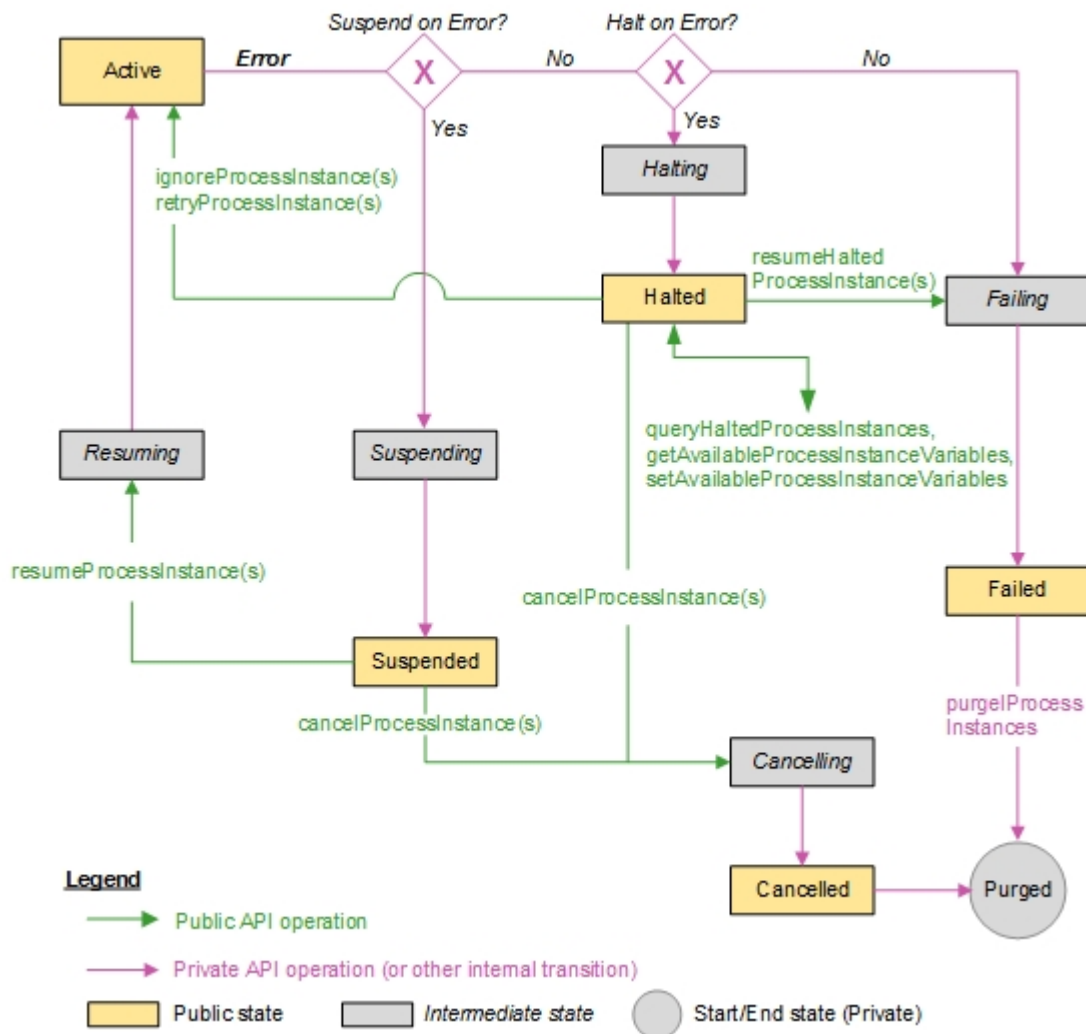 Suspend on Error?
Halt on Error?
Active
Error
X
No
X
No
Yes
Yes
Halting
ignoreProcessInstance(s)
retryProcessInstance(s)
resumeHalted
ProcessInstance(s)
Halted
Failing
queryHaltedProcessInstances,
getAvailableProcessInstanceVariables,
setAvailableProcessInstanceVariables
Resuming
Suspending
resumeProcessInstance(s)
cancelProcessInstance(s)
Failed
Suspended
cancelProcessInstance(s)
purgelProcess
Instances
Cancelling
Cancelled
Purged
Legend
Public API operation
Private API operation (or other internal transition)
Public state
Intermediate state
Start/End state (Private)